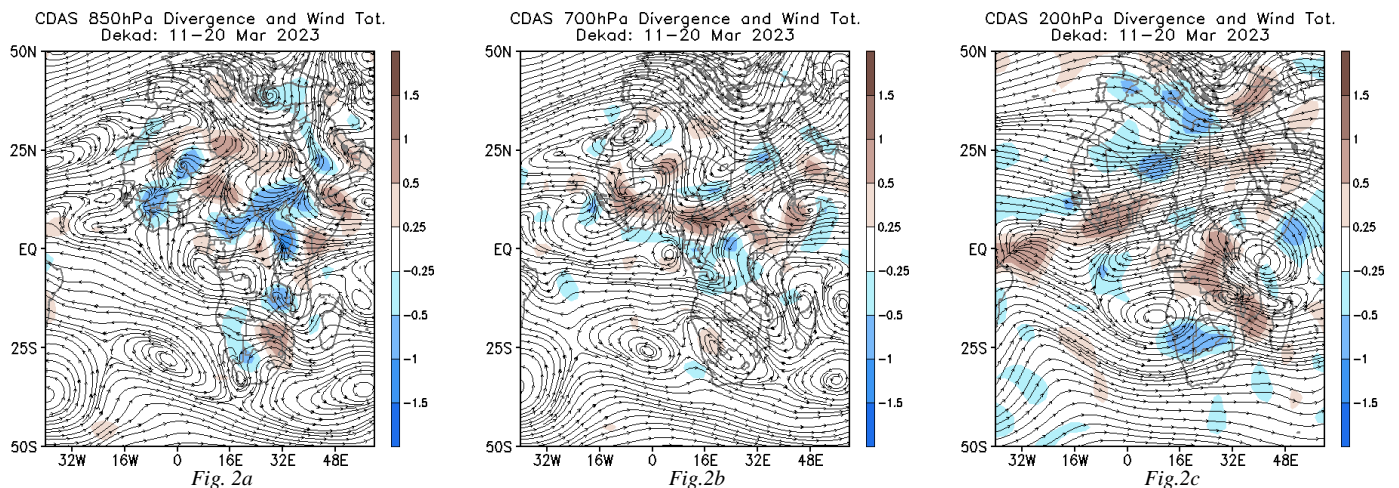 CDAS 850hPa Divergence and Wind Tot.
Dekad: 11-20 Mar 2023
50N
25N
EQ
25S
50S
32W 16W 0 16E 32E 48E
1.5
1
0.5
0.25
-0.25
-0.5
-1
-1.5
Fig. 2a
CDAS 700hPa Divergence and Wind Tot.
Dekad: 11-20 Mar 2023
50N
25N
EQ
25S
50S
32W 16W 0 16E 32E 48E
1.5
1
0.5
0.25
-0.25
-0.5
-1
-1.5
Fig.2b
CDAS 200hPa Divergence and Wind Tot.
Dekad: 11-20 Mar 2023
50N
25N
EQ
25S
50S
32W 16W 0 16E 32E 48E
1.5
1
0.5
0.25
-0.25
-0.5
-1
-1.5
Fig.2c